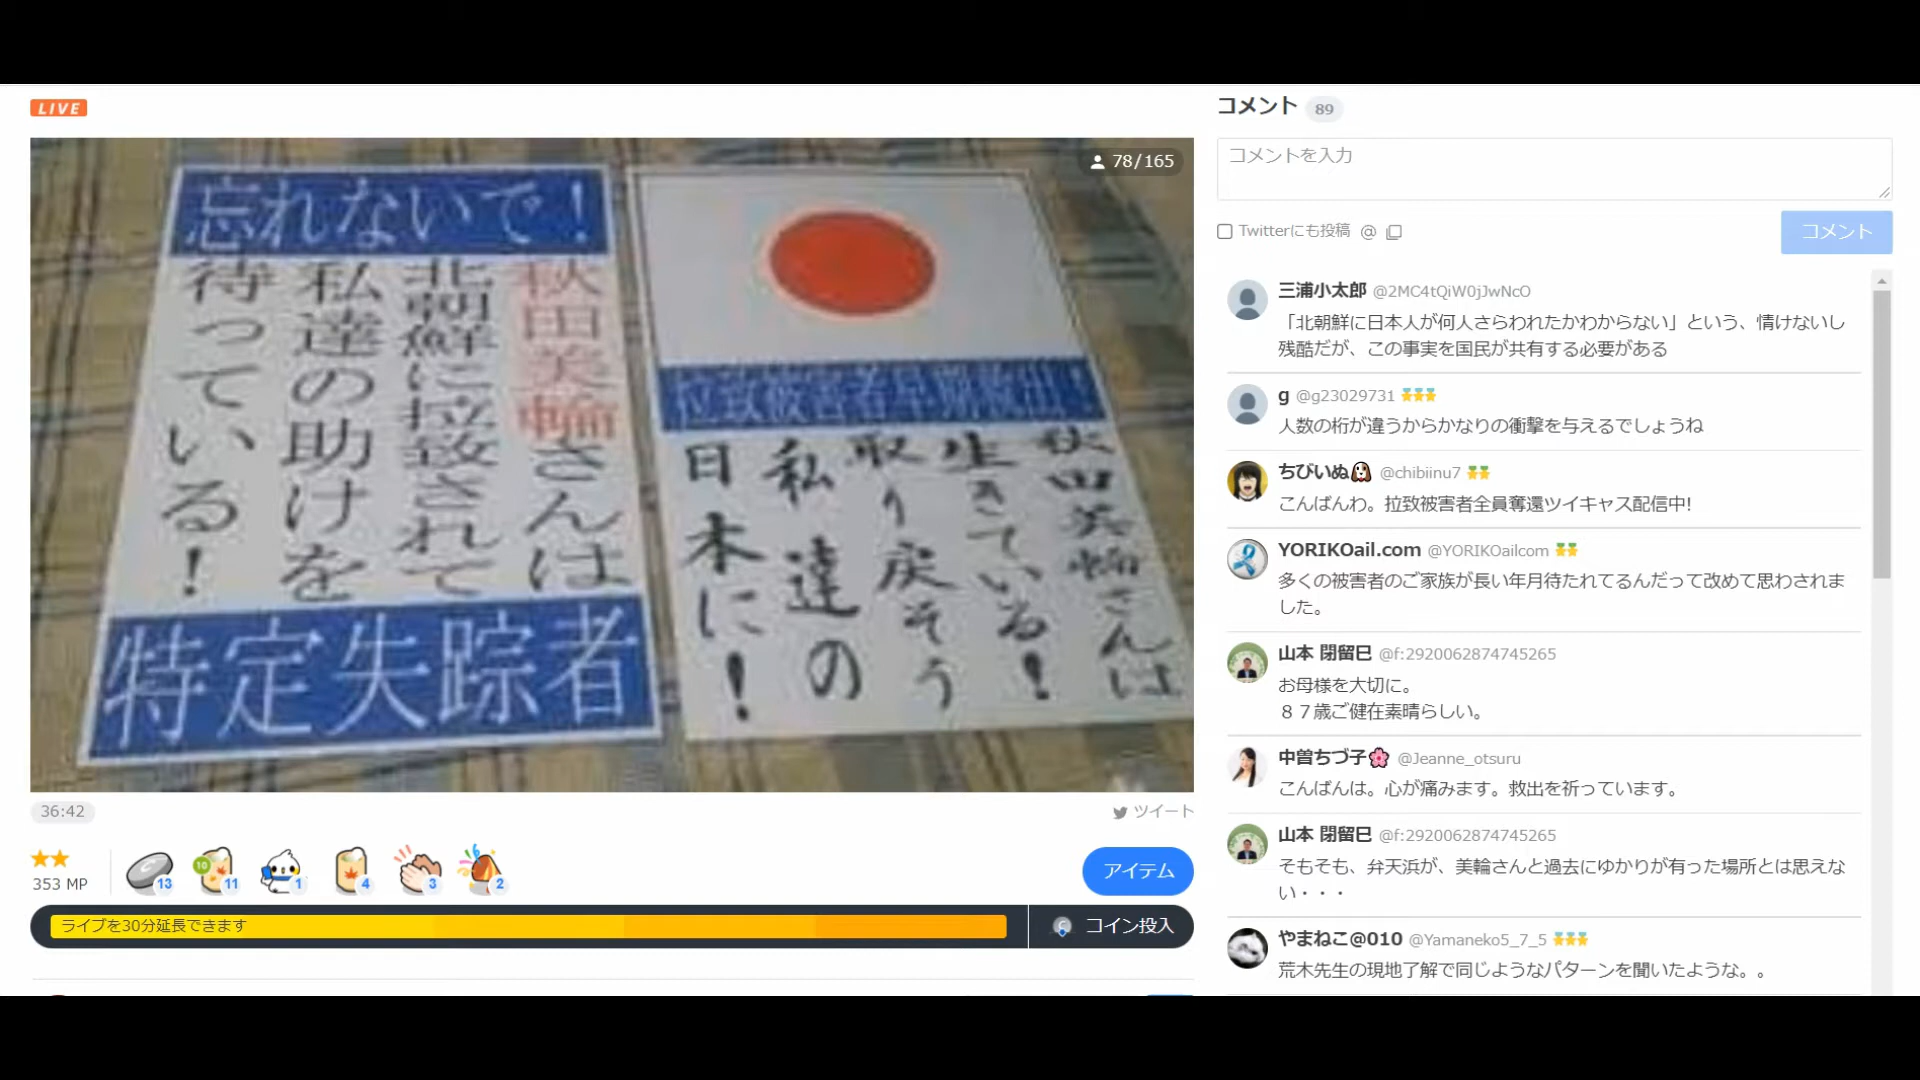 LIVE
78/165
忘れないで!
秋田美輪さんは
北朝鮮に拉致されて
私達の助けを
待っている!
特定失踪者
拉致被害者早期救出!
秋田美輪さんは
生きている!
取り戻そう
私達の
日本に!
36:42
ツイート
353 MP
13
10
11
1
4
3
6
2
アイテム
ライブを30分延長できます
コイン投入
コメント 89
コメントを入力
Twitterにも投稿 @
コメント
三浦小太郎 @2MC4tQiW0jJwNcO
「北朝鮮に日本人が何人さらわれたかわからない」という、情けないし
残酷だが、この事実を国民が共有する必要がある
g @g23029731
人数の桁が違うからかなりの衝撃を与えるでしょうね
ちびいぬ @chibiinu7
こんばんわ。拉致被害者全員奪還ツイキャス配信中!
YORIKOail.com @YORIKOailcom
多くの被害者のご家族が長い年月待たれてるんだって改めて思わされま
した。
山本 閉留巳 @f:2920062874745265
お母様を大切に。
８７歳ご健在素晴らしい。
中曽ちづ子 @Jeanne_otsuru
こんばんは。心が痛みます。救出を祈っています。
山本 閉留巳 @f:2920062874745265
そもそも、弁天浜が、美輪さんと過去にゆかりが有った場所とは思えな
い・・・
やまねこ@010 @Yamaneko5_7_5
荒木先生の現地了解で同じようなパターンを聞いたような。。